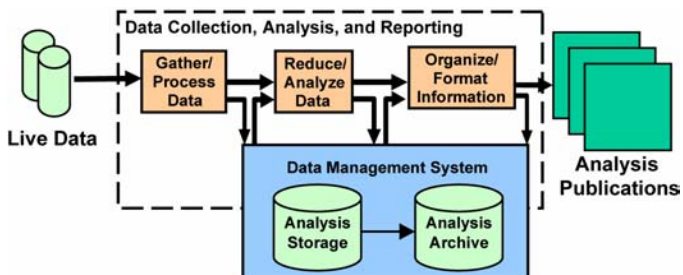 Data Collection, Analysis, and Reporting
Live Data
Gather/
Process
Data
Reduce/
Analyze
Data
Organize/
Format
Information
Analysis
Publications
Data Management System
Analysis
Storage
Analysis
Archive